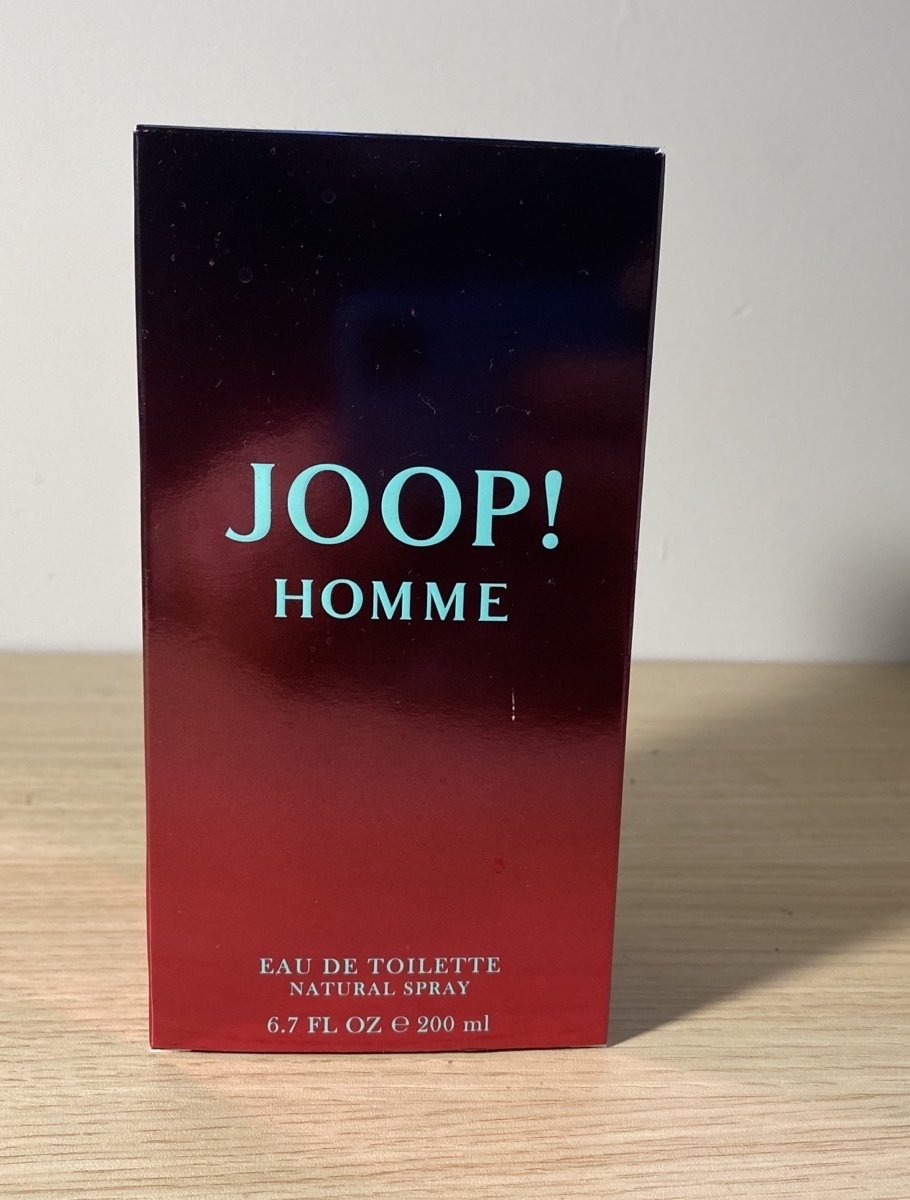 JOOP!
HOMME
EAU DE TOILETTE
NATURAL SPRAY
6.7 FL OZ ℮ 200 ml